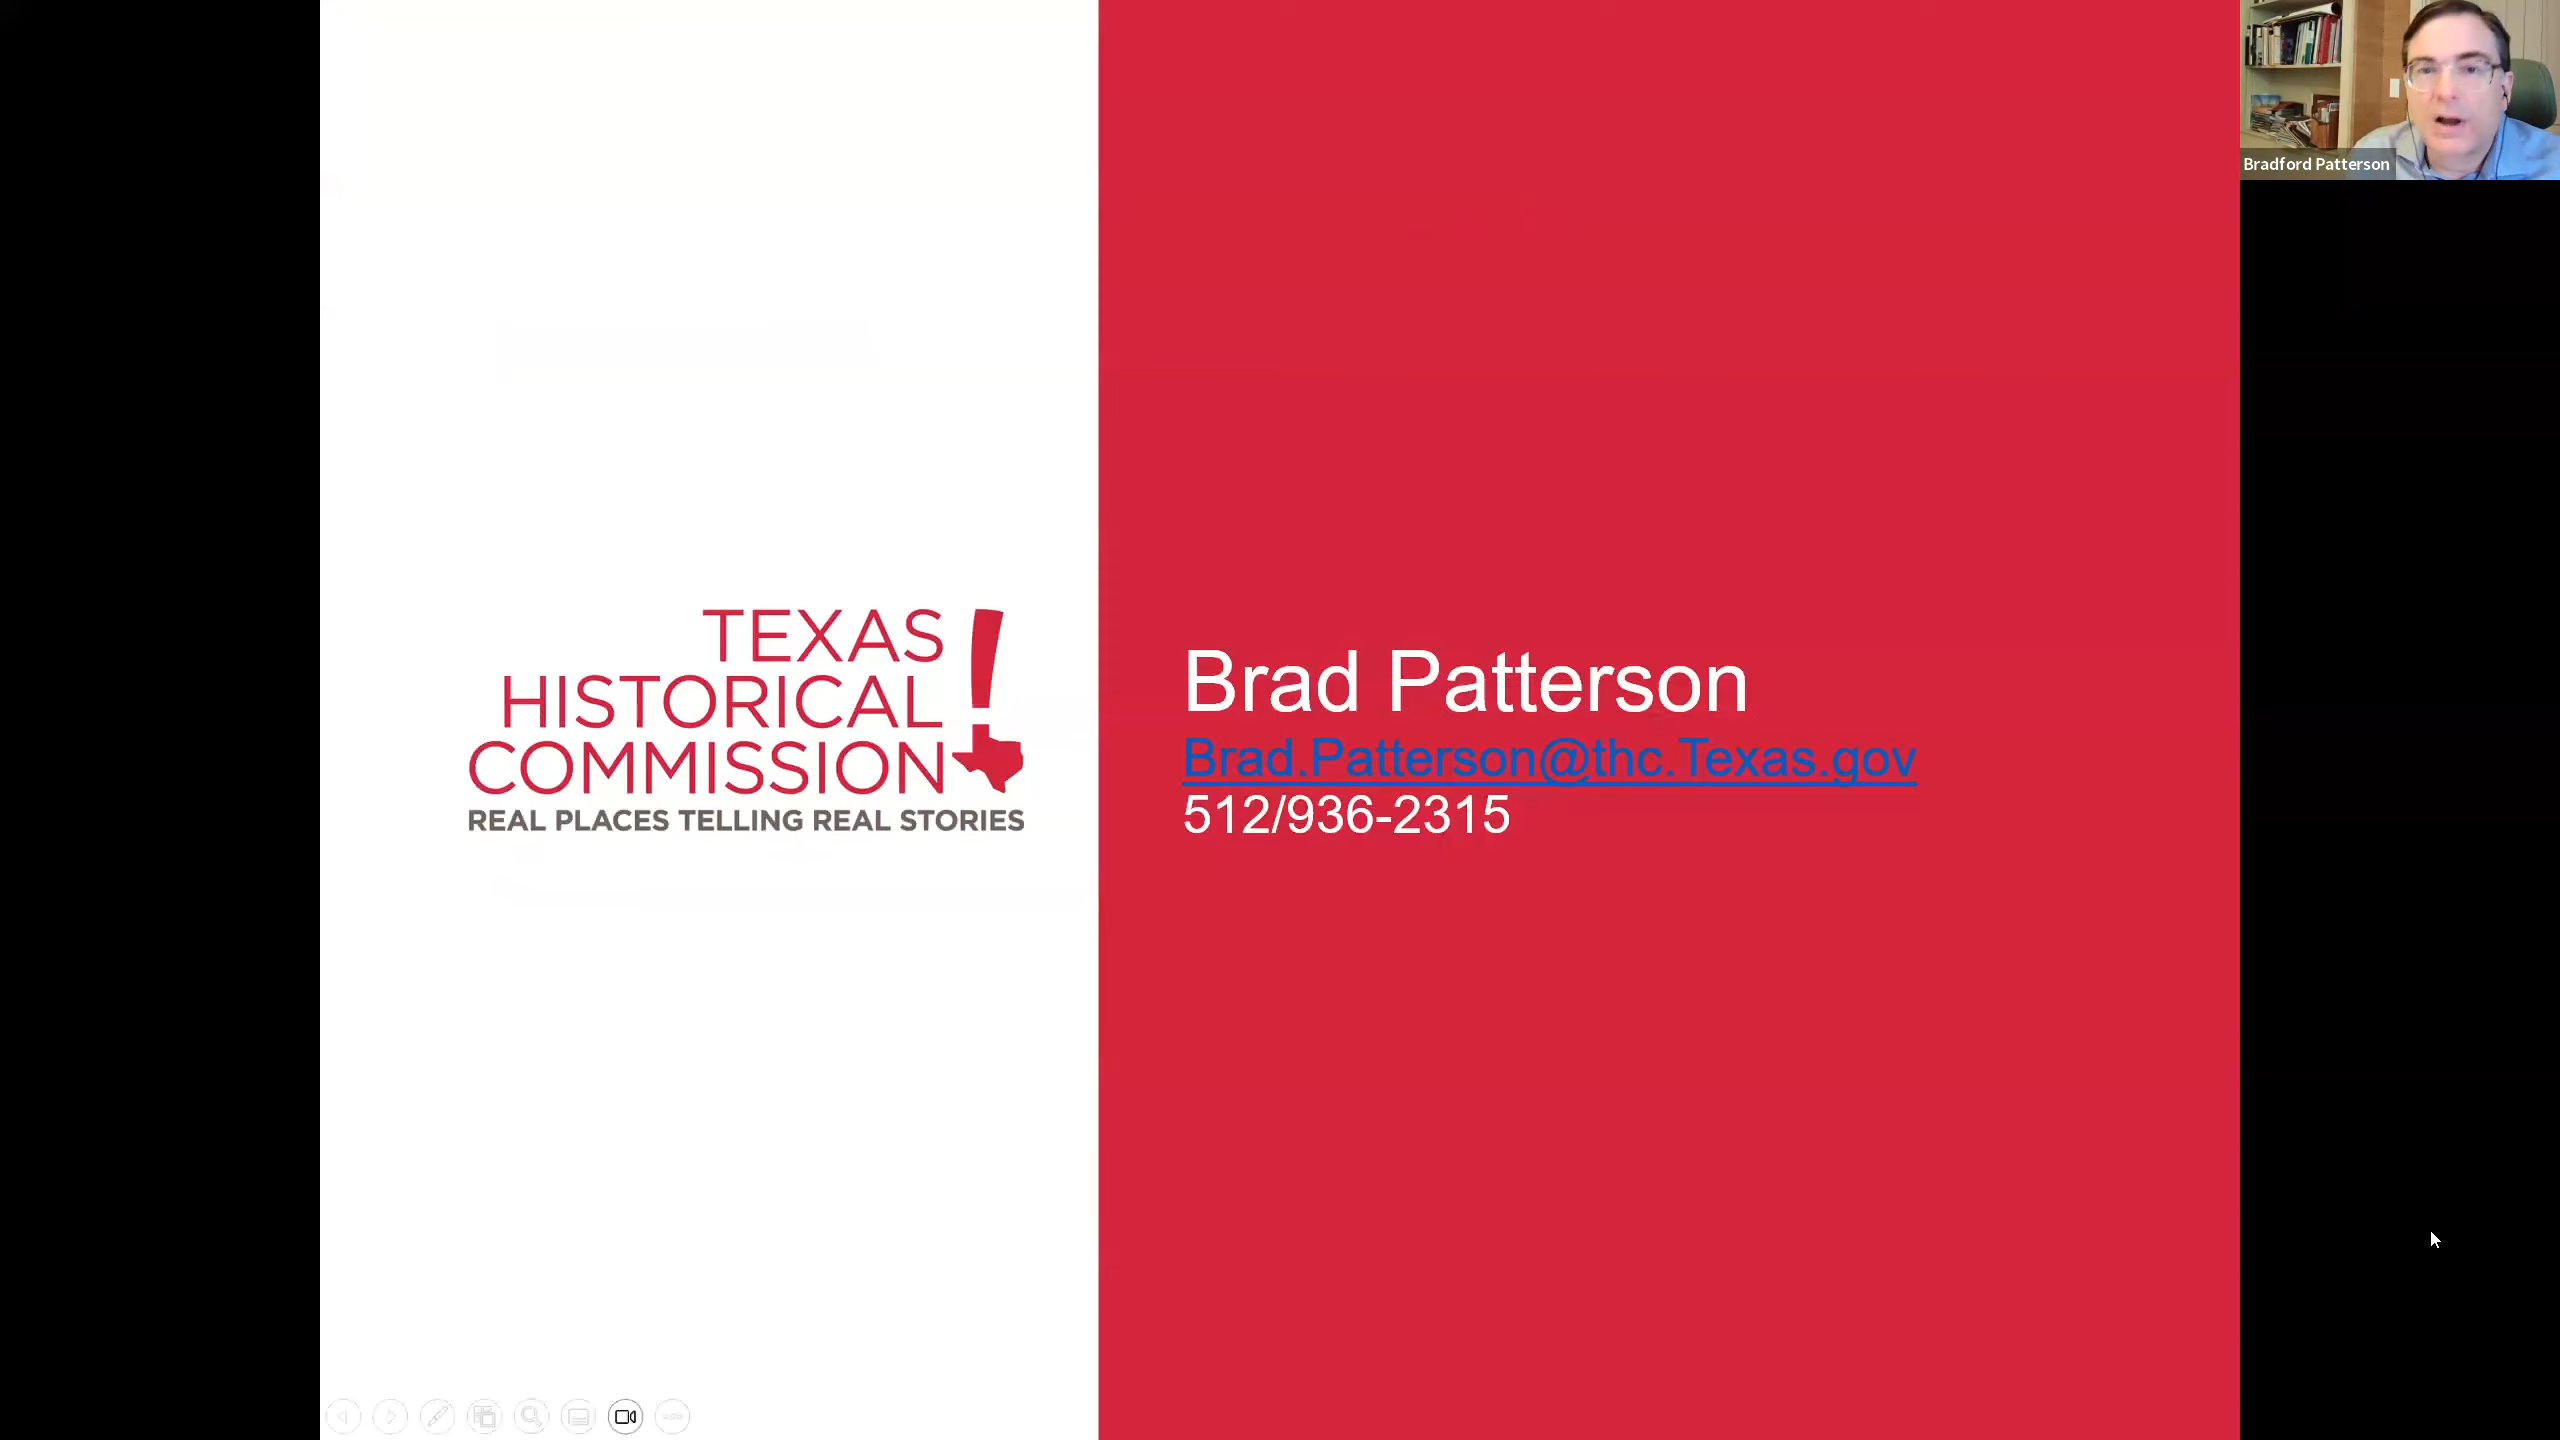 Bradford Patterson
TEXAS
HISTORICAL
COMMISSION
REAL PLACES TELLING REAL STORIES
Brad Patterson
Brad.Patterson@thc.Texas.gov
512/936-2315